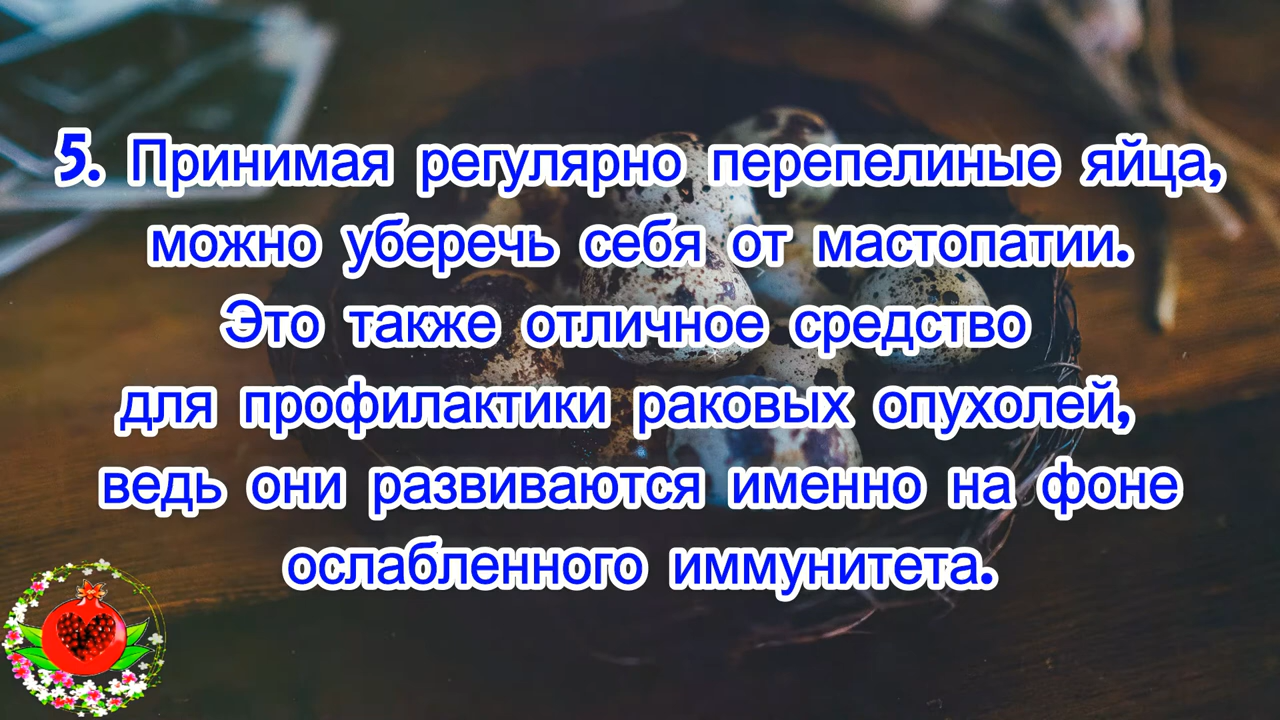 5. Принимая регулярно перепелиные яйца,
можно уберечь себя от мастопатии.
Это также отличное средство
для профилактики раковых опухолей,
ведь они развиваются именно на фоне
ослабленного иммунитета.